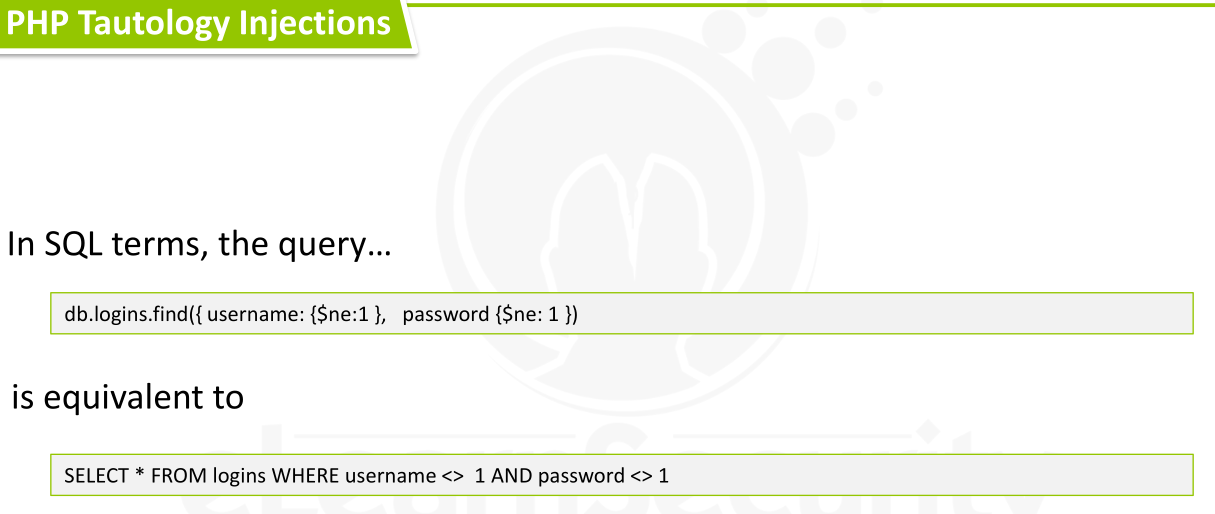 PHP Tautology Injections
In SQL terms, the query…
db.logins.find({ username: {$ne:1 }, password {$ne: 1 })
is equivalent to
SELECT * FROM logins WHERE username <> 1 AND password <> 1
eLearnSecurity